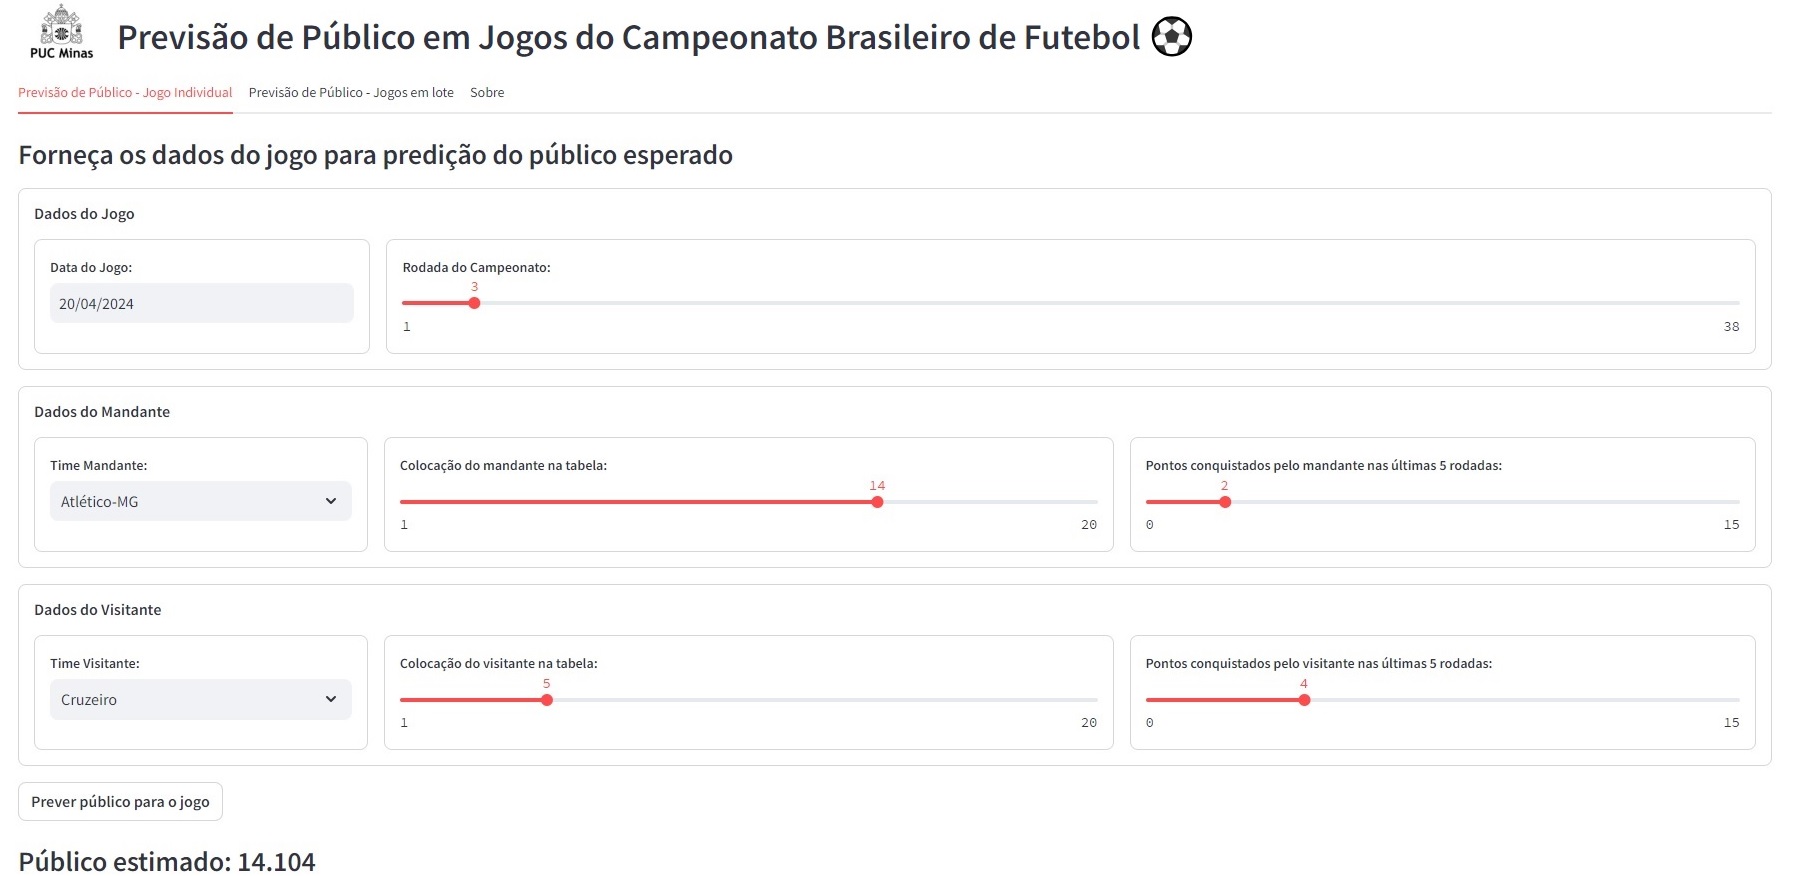 PUC Minas
Previsão de Público em Jogos do Campeonato Brasileiro de Futebol
Previsão de Público - Jogo Individual
Previsão de Público - Jogos em lote
Sobre
Forneça os dados do jogo para predição do público esperado
Dados do Jogo
Data do Jogo:
20/04/2024
Rodada do Campeonato:
3
1
38
Dados do Mandante
Time Mandante:
Atlético-MG
Colocação do mandante na tabela:
14
1
20
Pontos conquistados pelo mandante nas últimas 5 rodadas:
2
0
15
Dados do Visitante
Time Visitante:
Cruzeiro
Colocação do visitante na tabela:
5
1
20
Pontos conquistados pelo visitante nas últimas 5 rodadas:
4
0
15
Prever público para o jogo
Público estimado: 14.104